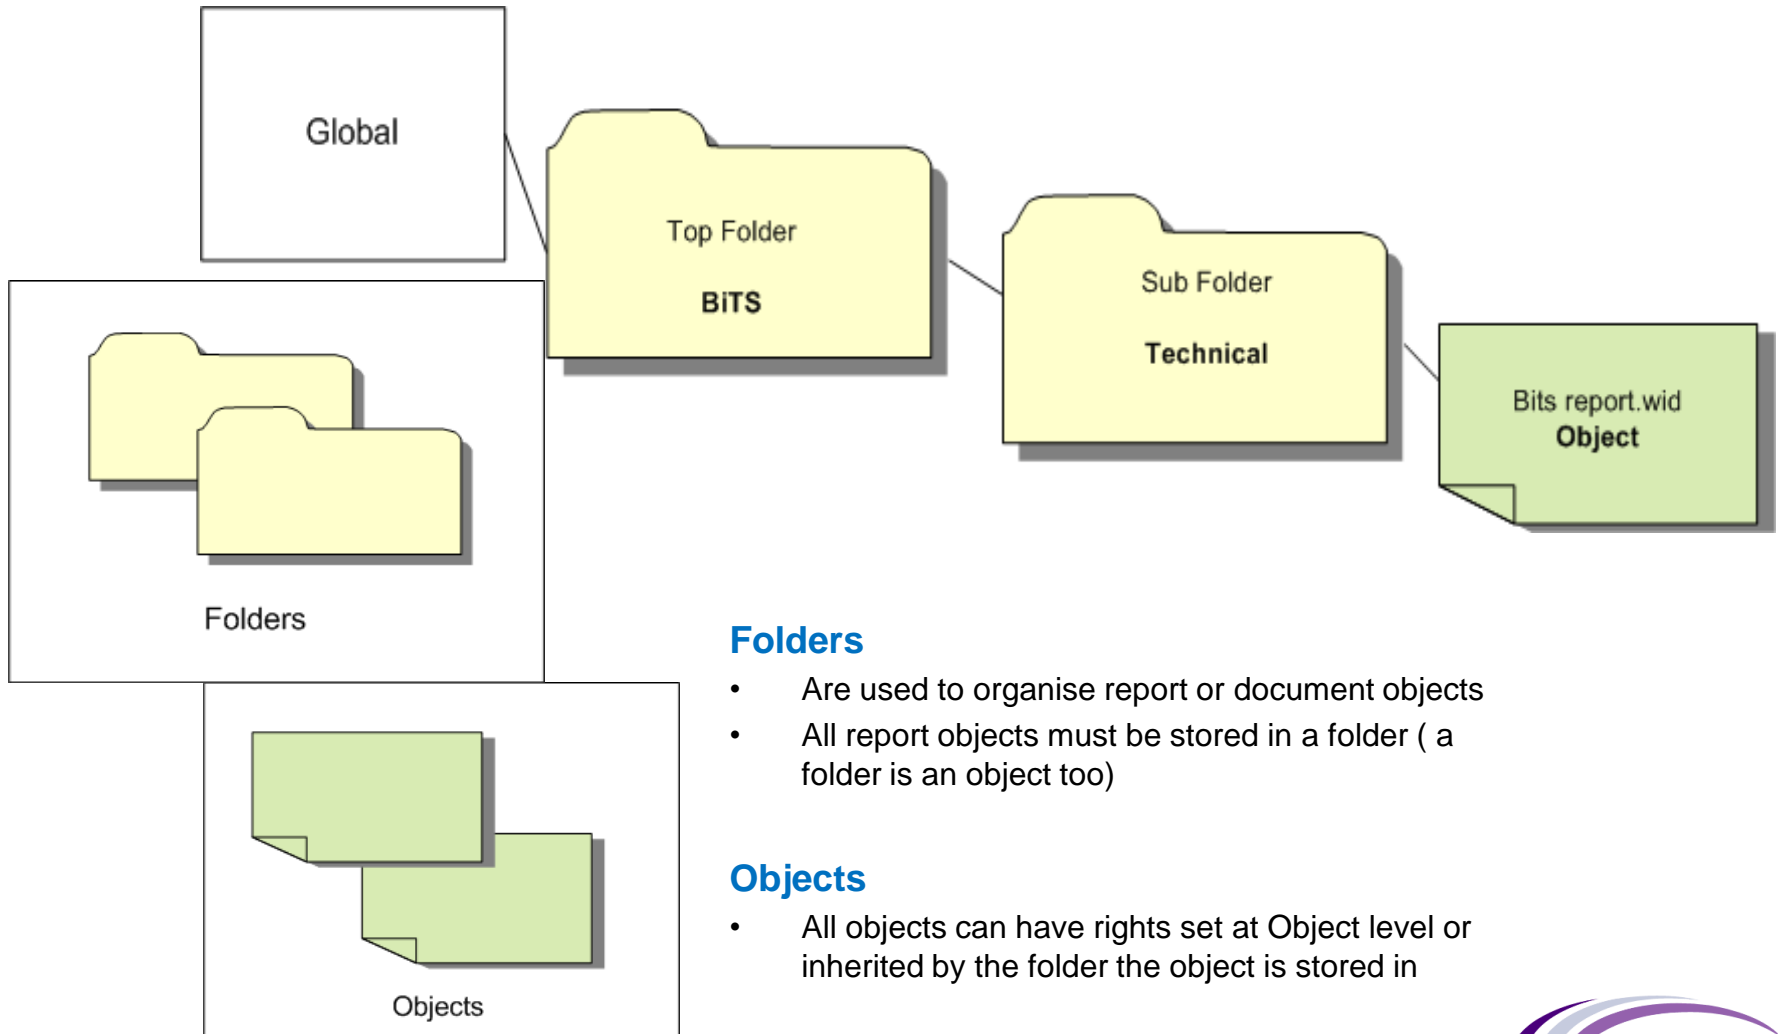 Global
Top Folder
BiTS
Sub Folder
Technical
Bits report.wid
Object
Folders
Objects
Folders
• Are used to organise report or document objects
• All report objects must be stored in a folder ( a
folder is an object too)
Objects
• All objects can have rights set at Object level or
inherited by the folder the object is stored in